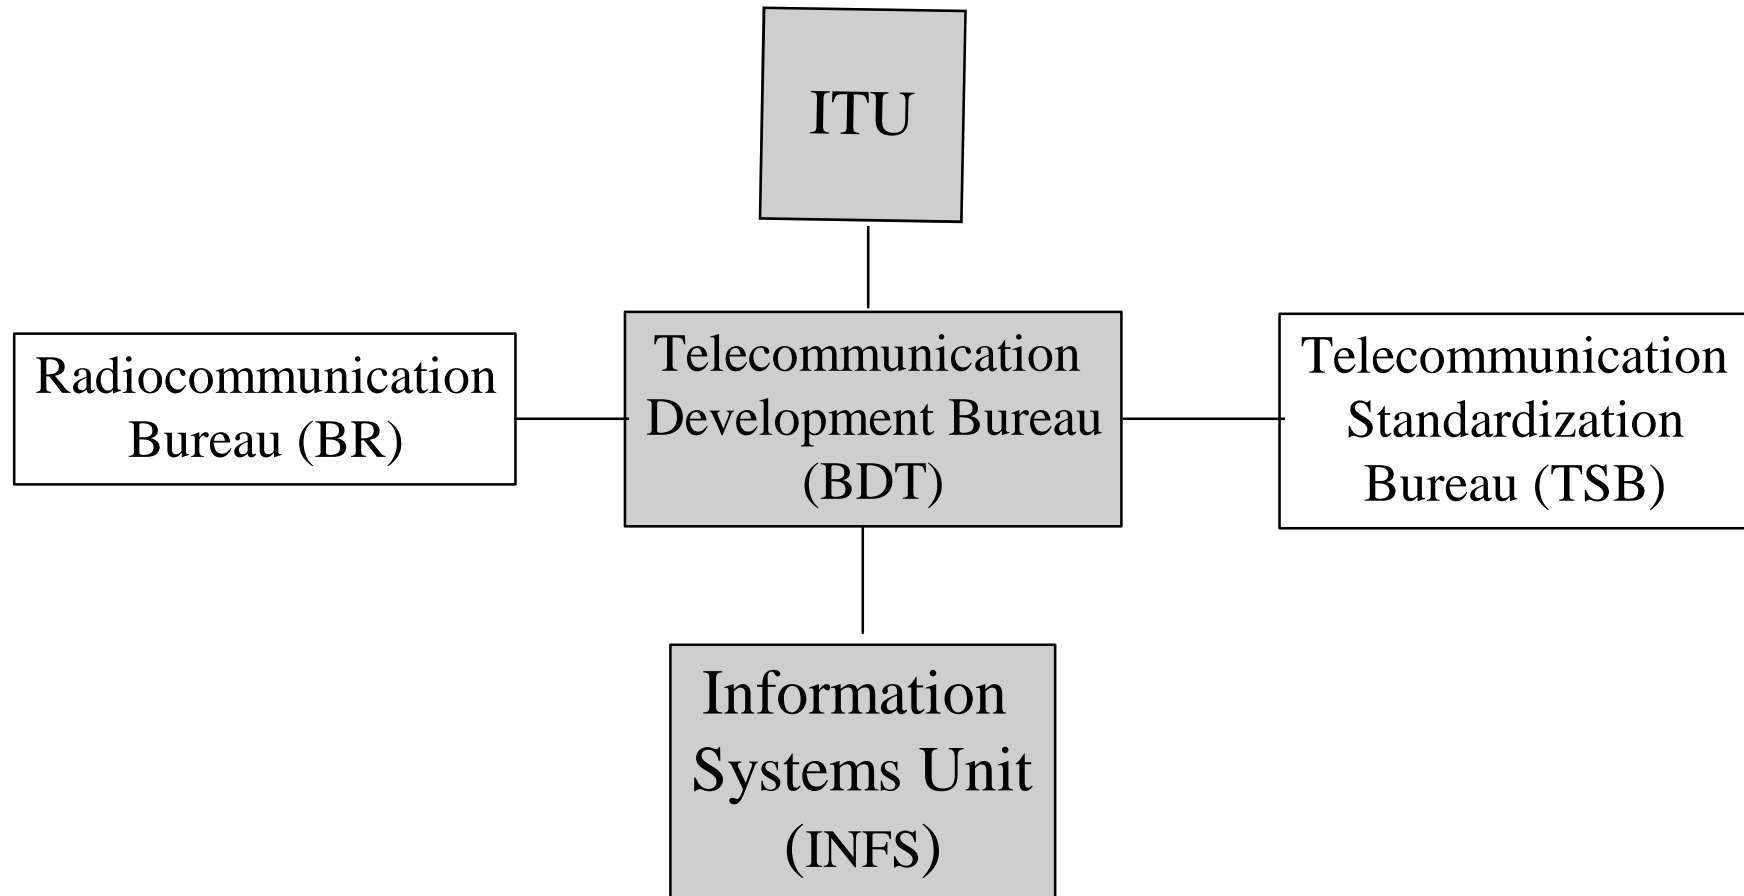 ITU
Radiocommunication
Bureau (BR)
Telecommunication
Development Bureau
(BDT)
Telecommunication
Standardization
Bureau (TSB)
Information
Systems Unit
(INFS)